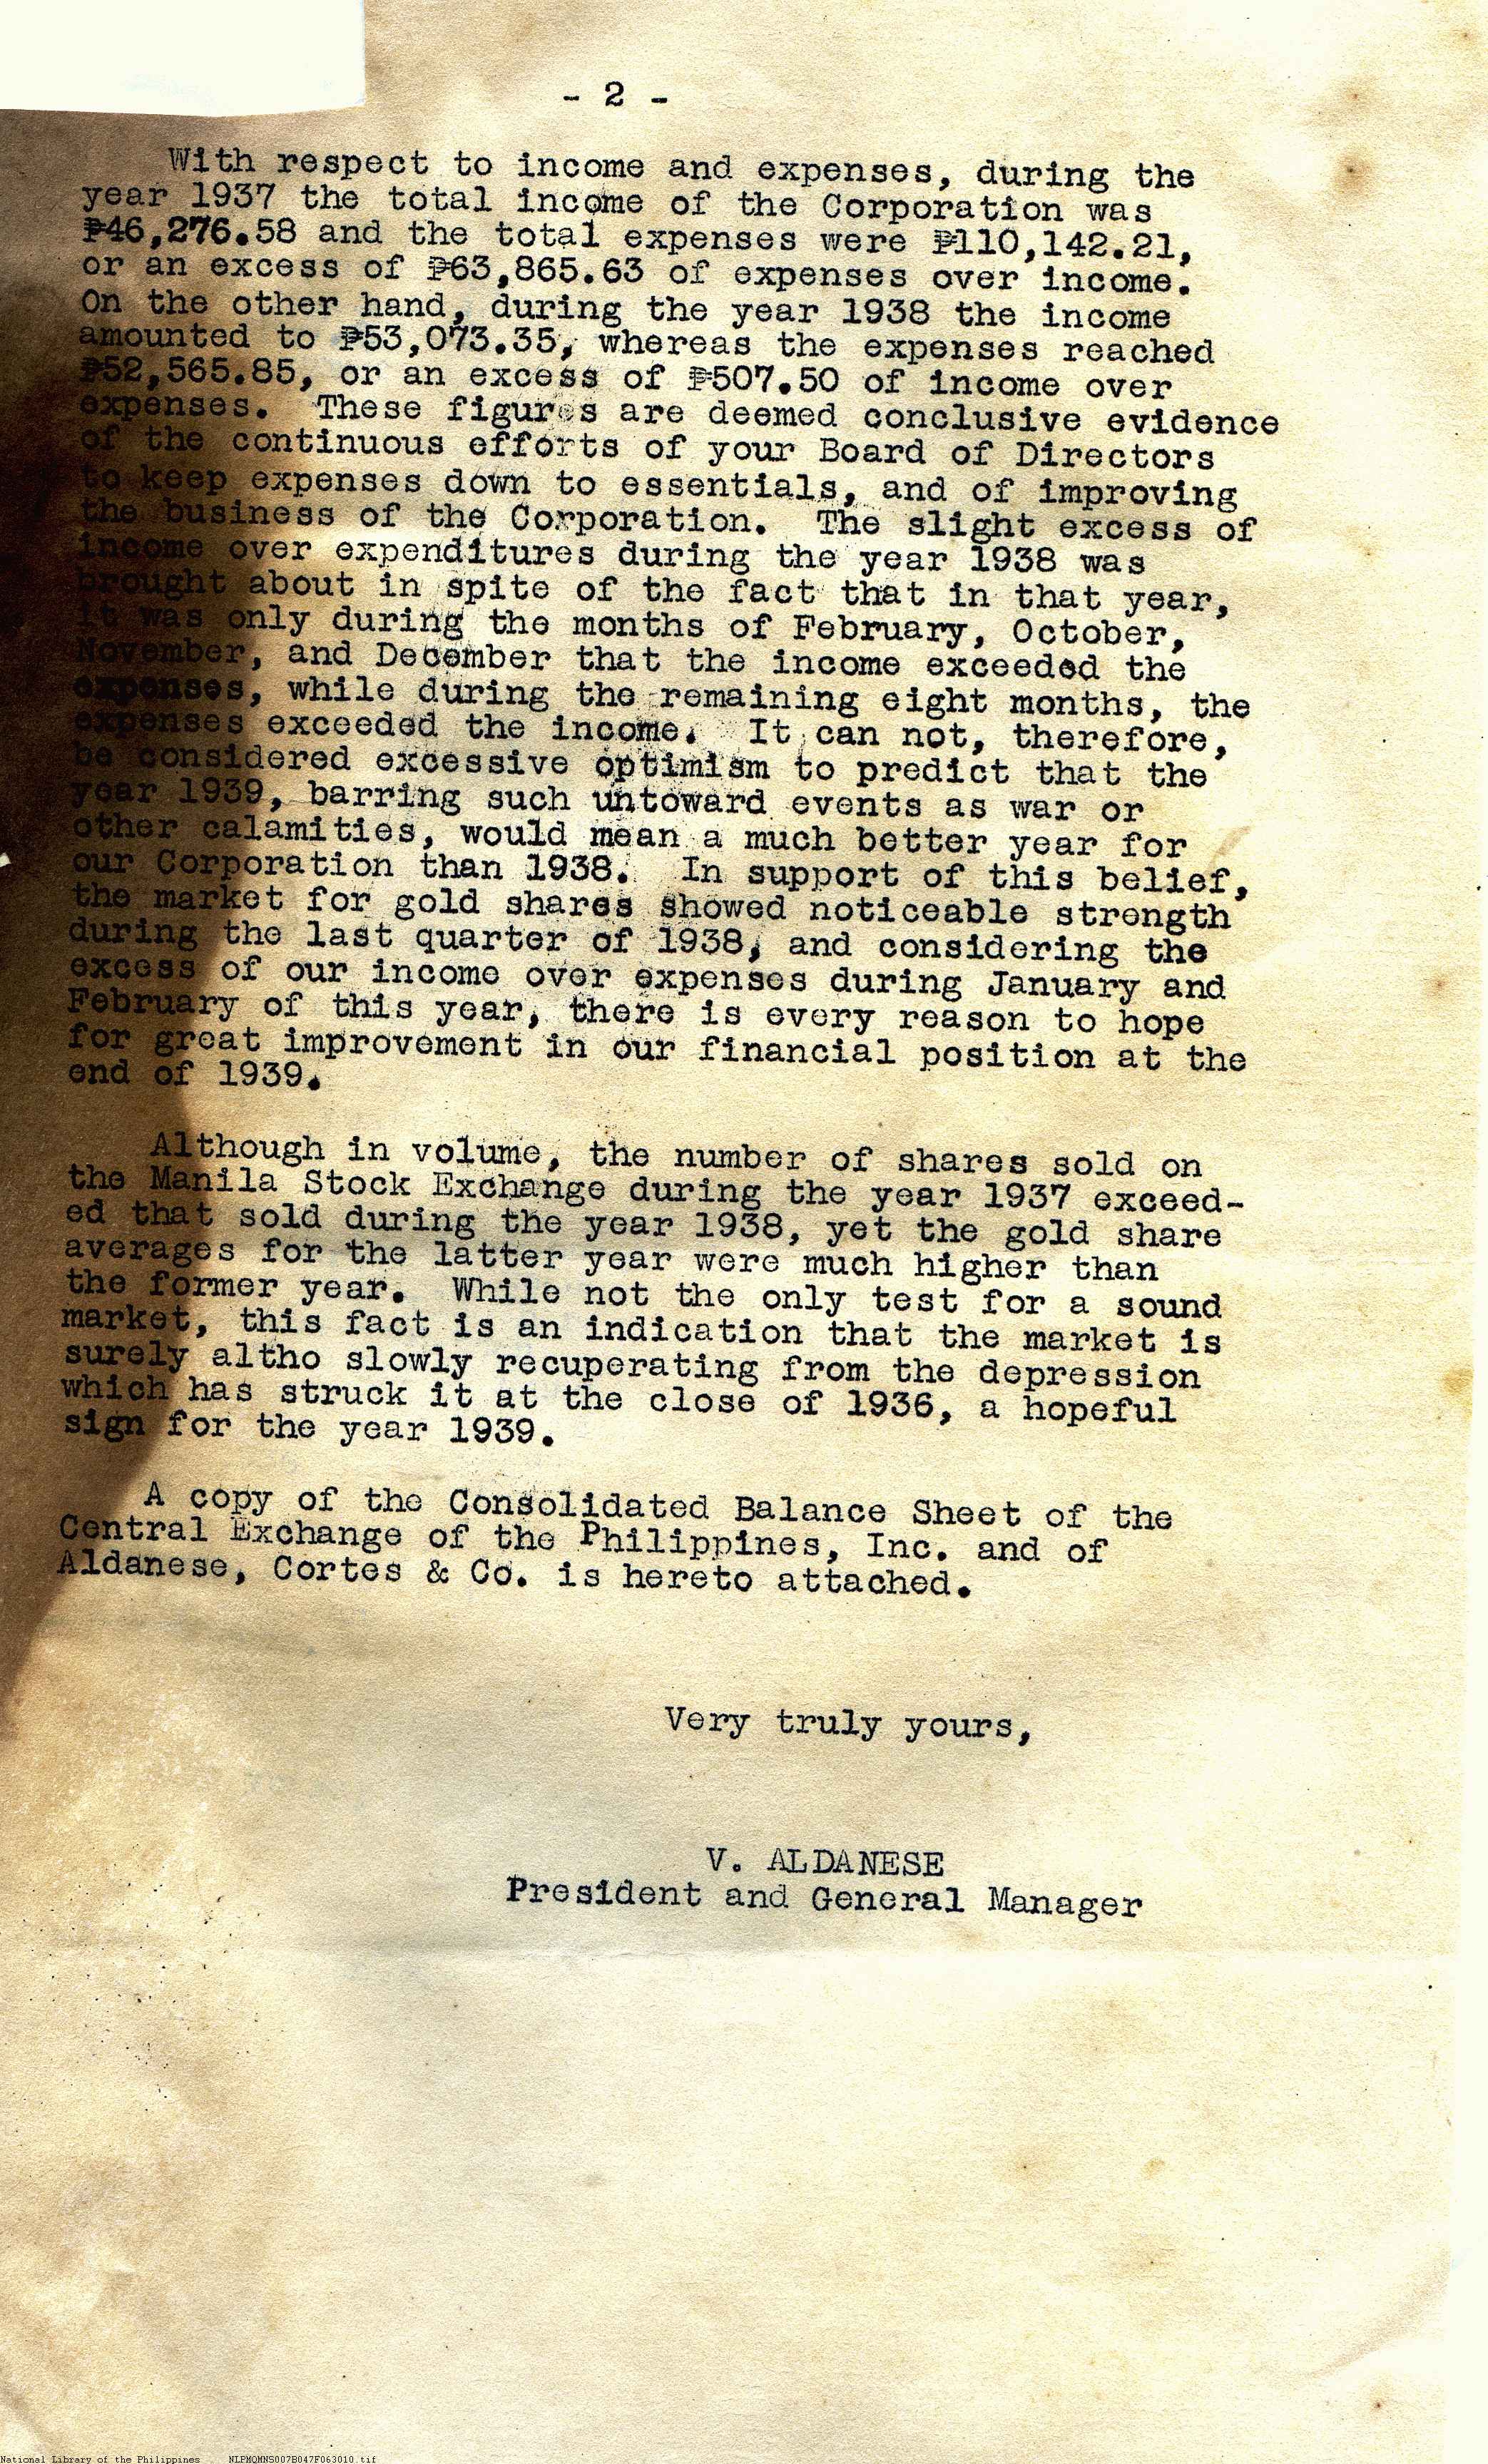 - 2 -
With respect to income and expenses, during the
year 1937 the total income of the Corporation was
₱46,276.58 and the total expenses were ₱110,142.21,
or an excess of ₱63,865.63 of expenses over income.
On the other hand, during the year 1938 the income
amounted to ₱53,073.35, whereas the expenses reached
₱52,565.85, or an excess of ₱507.50 of income over
expenses. These figures are deemed conclusive evidence
of the continuous efforts of your Board of Directors
to keep expenses down to essentials, and of improving
the business of the Corporation. The slight excess of
income over expenditures during the year 1938 was
brought about in spite of the fact that in that year,
it was only during the months of February, October,
November, and December that the income exceeded the
expenses, while during the remaining eight months, the
expenses exceeded the income. It can not, therefore,
be considered excessive optimism to predict that the
year 1939, barring such untoward events as war or
other calamities, would mean a much better year for
our Corporation than 1938. In support of this belief,
the market for gold shares showed noticeable strength
during the last quarter of 1938, and considering the
excess of our income over expenses during January and
February of this year, there is every reason to hope
for great improvement in our financial position at the
end of 1939.
Although in volume, the number of shares sold on
the Manila Stock Exchange during the year 1937 exceed-
ed that sold during the year 1938, yet the gold share
averages for the latter year were much higher than
the former year. While not the only test for a sound
market, this fact is an indication that the market is
surely altho slowly recuperating from the depression
which has struck it at the close of 1936, a hopeful
sign for the year 1939.
A copy of the Consolidated Balance Sheet of the
Central Exchange of the Philippines, Inc. and of
Aldanese, Cortes & Co. is hereto attached.
Very truly yours,
V. ALDANESE
President and General Manager
National Library of the Philippines NLPMQMNS007B047F063010.tif